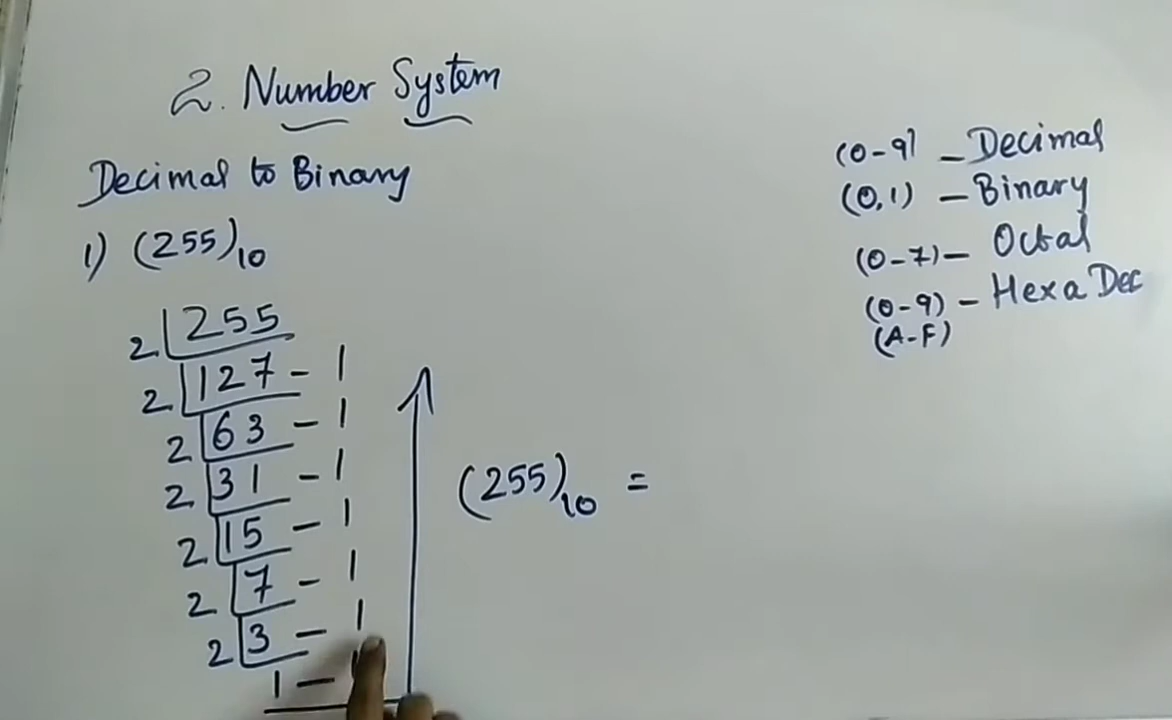 2. Number System
Decimal to Binary
1) (255)10
2 255
2 127 - 1
2 63 - 1
2 31 - 1
2 15 - 1
2 7 - 1
2 3 - 1
1 -
(255)10 =
(0-9) - Decimal
(0,1) - Binary
(0-7) - Octal
(0-9) - Hexa Dec
(A-F)